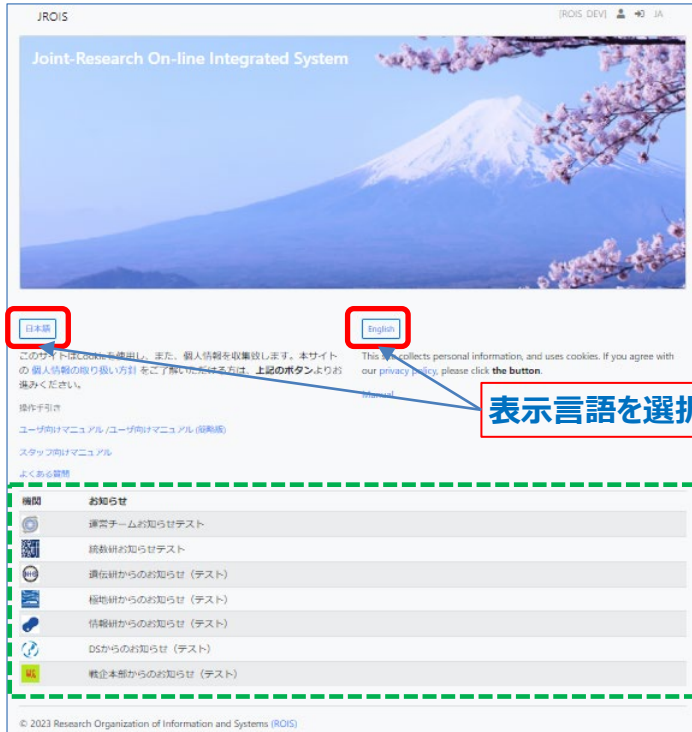 JROIS
[ROIS DEV] JA
Joint-Research On-line Integrated System
日本語
このサイトはCookieを使用し、また、個人情報を収集致します。本サイト
の 個人情報の取り扱い方針 をご了解いただける方は、上記のボタンよりお
進みください。
操作手引き
ユーザ向けマニュアル /ユーザ向けマニュアル (簡略版)
スタッフ向けマニュアル
よくある質問
English
This site collects personal information, and uses cookies. If you agree with
our privacy policy, please click the button.
Manual
表示言語を選択
機関 お知らせ
運営チームお知らせテスト
統数研お知らせテスト
遺伝研からのお知らせ（テスト）
極地研からのお知らせ（テスト）
情報研からのお知らせ（テスト）
DSからのお知らせ（テスト）
戦企本部からのお知らせ（テスト）
© 2023 Research Organization of Information and Systems (ROIS)